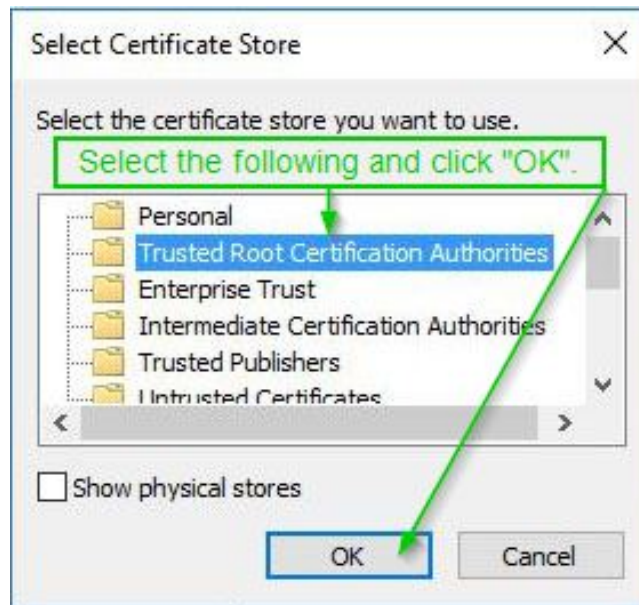 Select Certificate Store
Select the certificate store you want to use.
Select the following and click "OK".
Personal
Trusted Root Certification Authorities
Enterprise Trust
Intermediate Certification Authorities
Trusted Publishers
Untrusted Certificates
Show physical stores
OK
Cancel